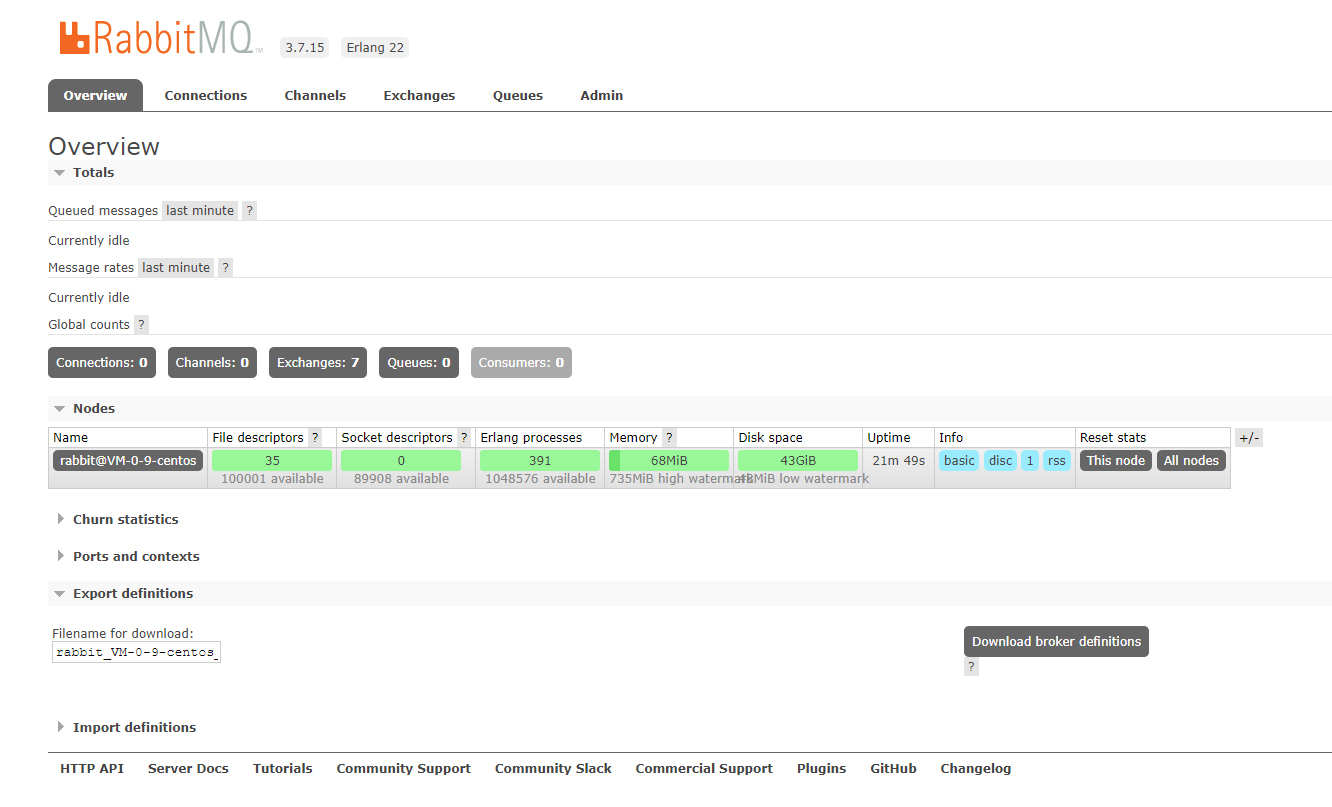 RabbitMQ TM 3.7.15 Erlang 22
Overview Connections Channels Exchanges Queues Admin
Overview
Totals
Queued messages last minute ?
Currently idle
Message rates last minute ?
Currently idle
Global counts ?
Connections: 0 Channels: 0 Exchanges: 7 Queues: 0 Consumers: 0
Nodes
Name File descriptors ? Socket descriptors ? Erlang processes Memory ? Disk space Uptime Info Reset stats +/-
rabbit@VM-0-9-centos 35 0 391 68MiB 43GiB 21m 49s basic disc 1 rss This node All nodes
100001 available 89908 available 1048576 available 735MiB high watermark 48MiB low watermark
Churn statistics
Ports and contexts
Export definitions
Filename for download:
rabbit_VM-0-9-centos_
Download broker definitions
?
Import definitions
HTTP API Server Docs Tutorials Community Support Community Slack Commercial Support Plugins GitHub Changelog